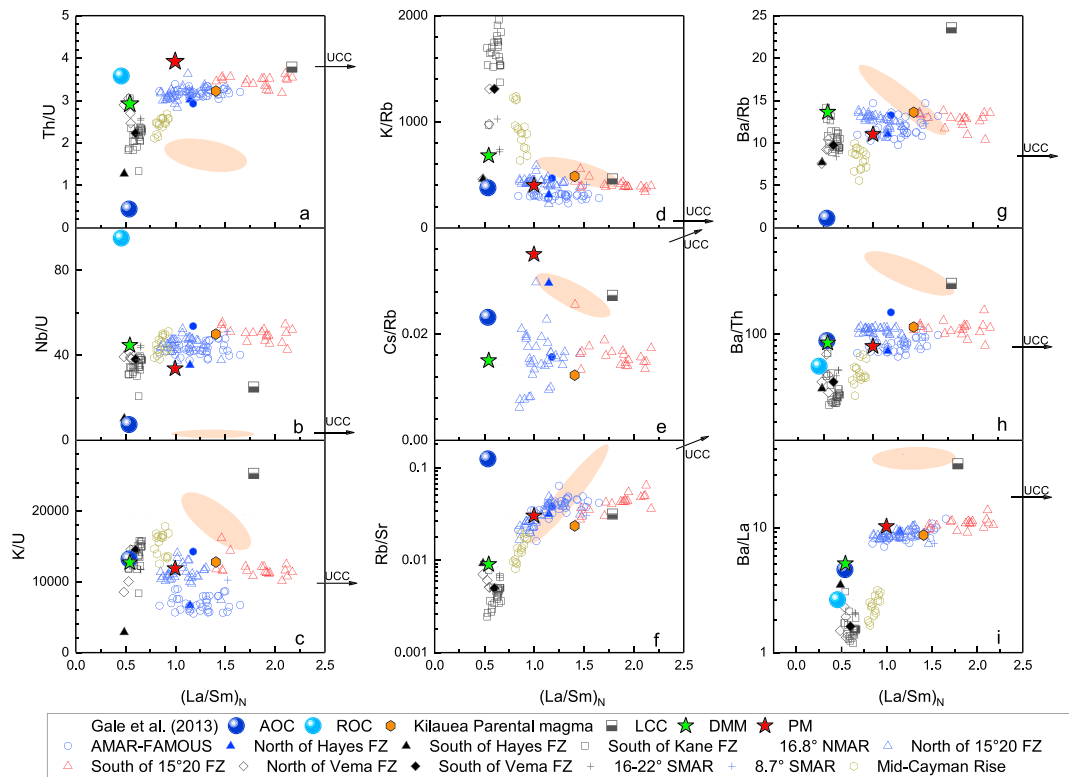 5
4
3
2
1
0
Th/U
UCC
a
80
40
0
Nb/U
UCC
b
20000
10000
0
K/U
UCC
c
0.0
0.5
1.0
1.5
2.0
2.5
(La/Sm)N
2000
1000
0
K/Rb
UCC
d
0.02
0.00
Cs/Rb
UCC
e
0.1
0.01
0.001
Rb/Sr
UCC
f
0.0
0.5
1.0
1.5
2.0
2.5
(La/Sm)N
25
20
15
10
5
0
Ba/Rb
UCC
g
100
Ba/Th
UCC
h
10
1
Ba/La
UCC
i
0.0
0.5
1.0
1.5
2.0
2.5
(La/Sm)N
Gale et al. (2013) AOC ROC Kilauea Parental magma LCC DMM PM
AMAR-FAMOUS North of Hayes FZ South of Hayes FZ South of Kane FZ 16.8° NMAR North of 15°20 FZ
South of 15°20 FZ North of Vema FZ South of Vema FZ 16-22° SMAR 8.7° SMAR Mid-Cayman Rise